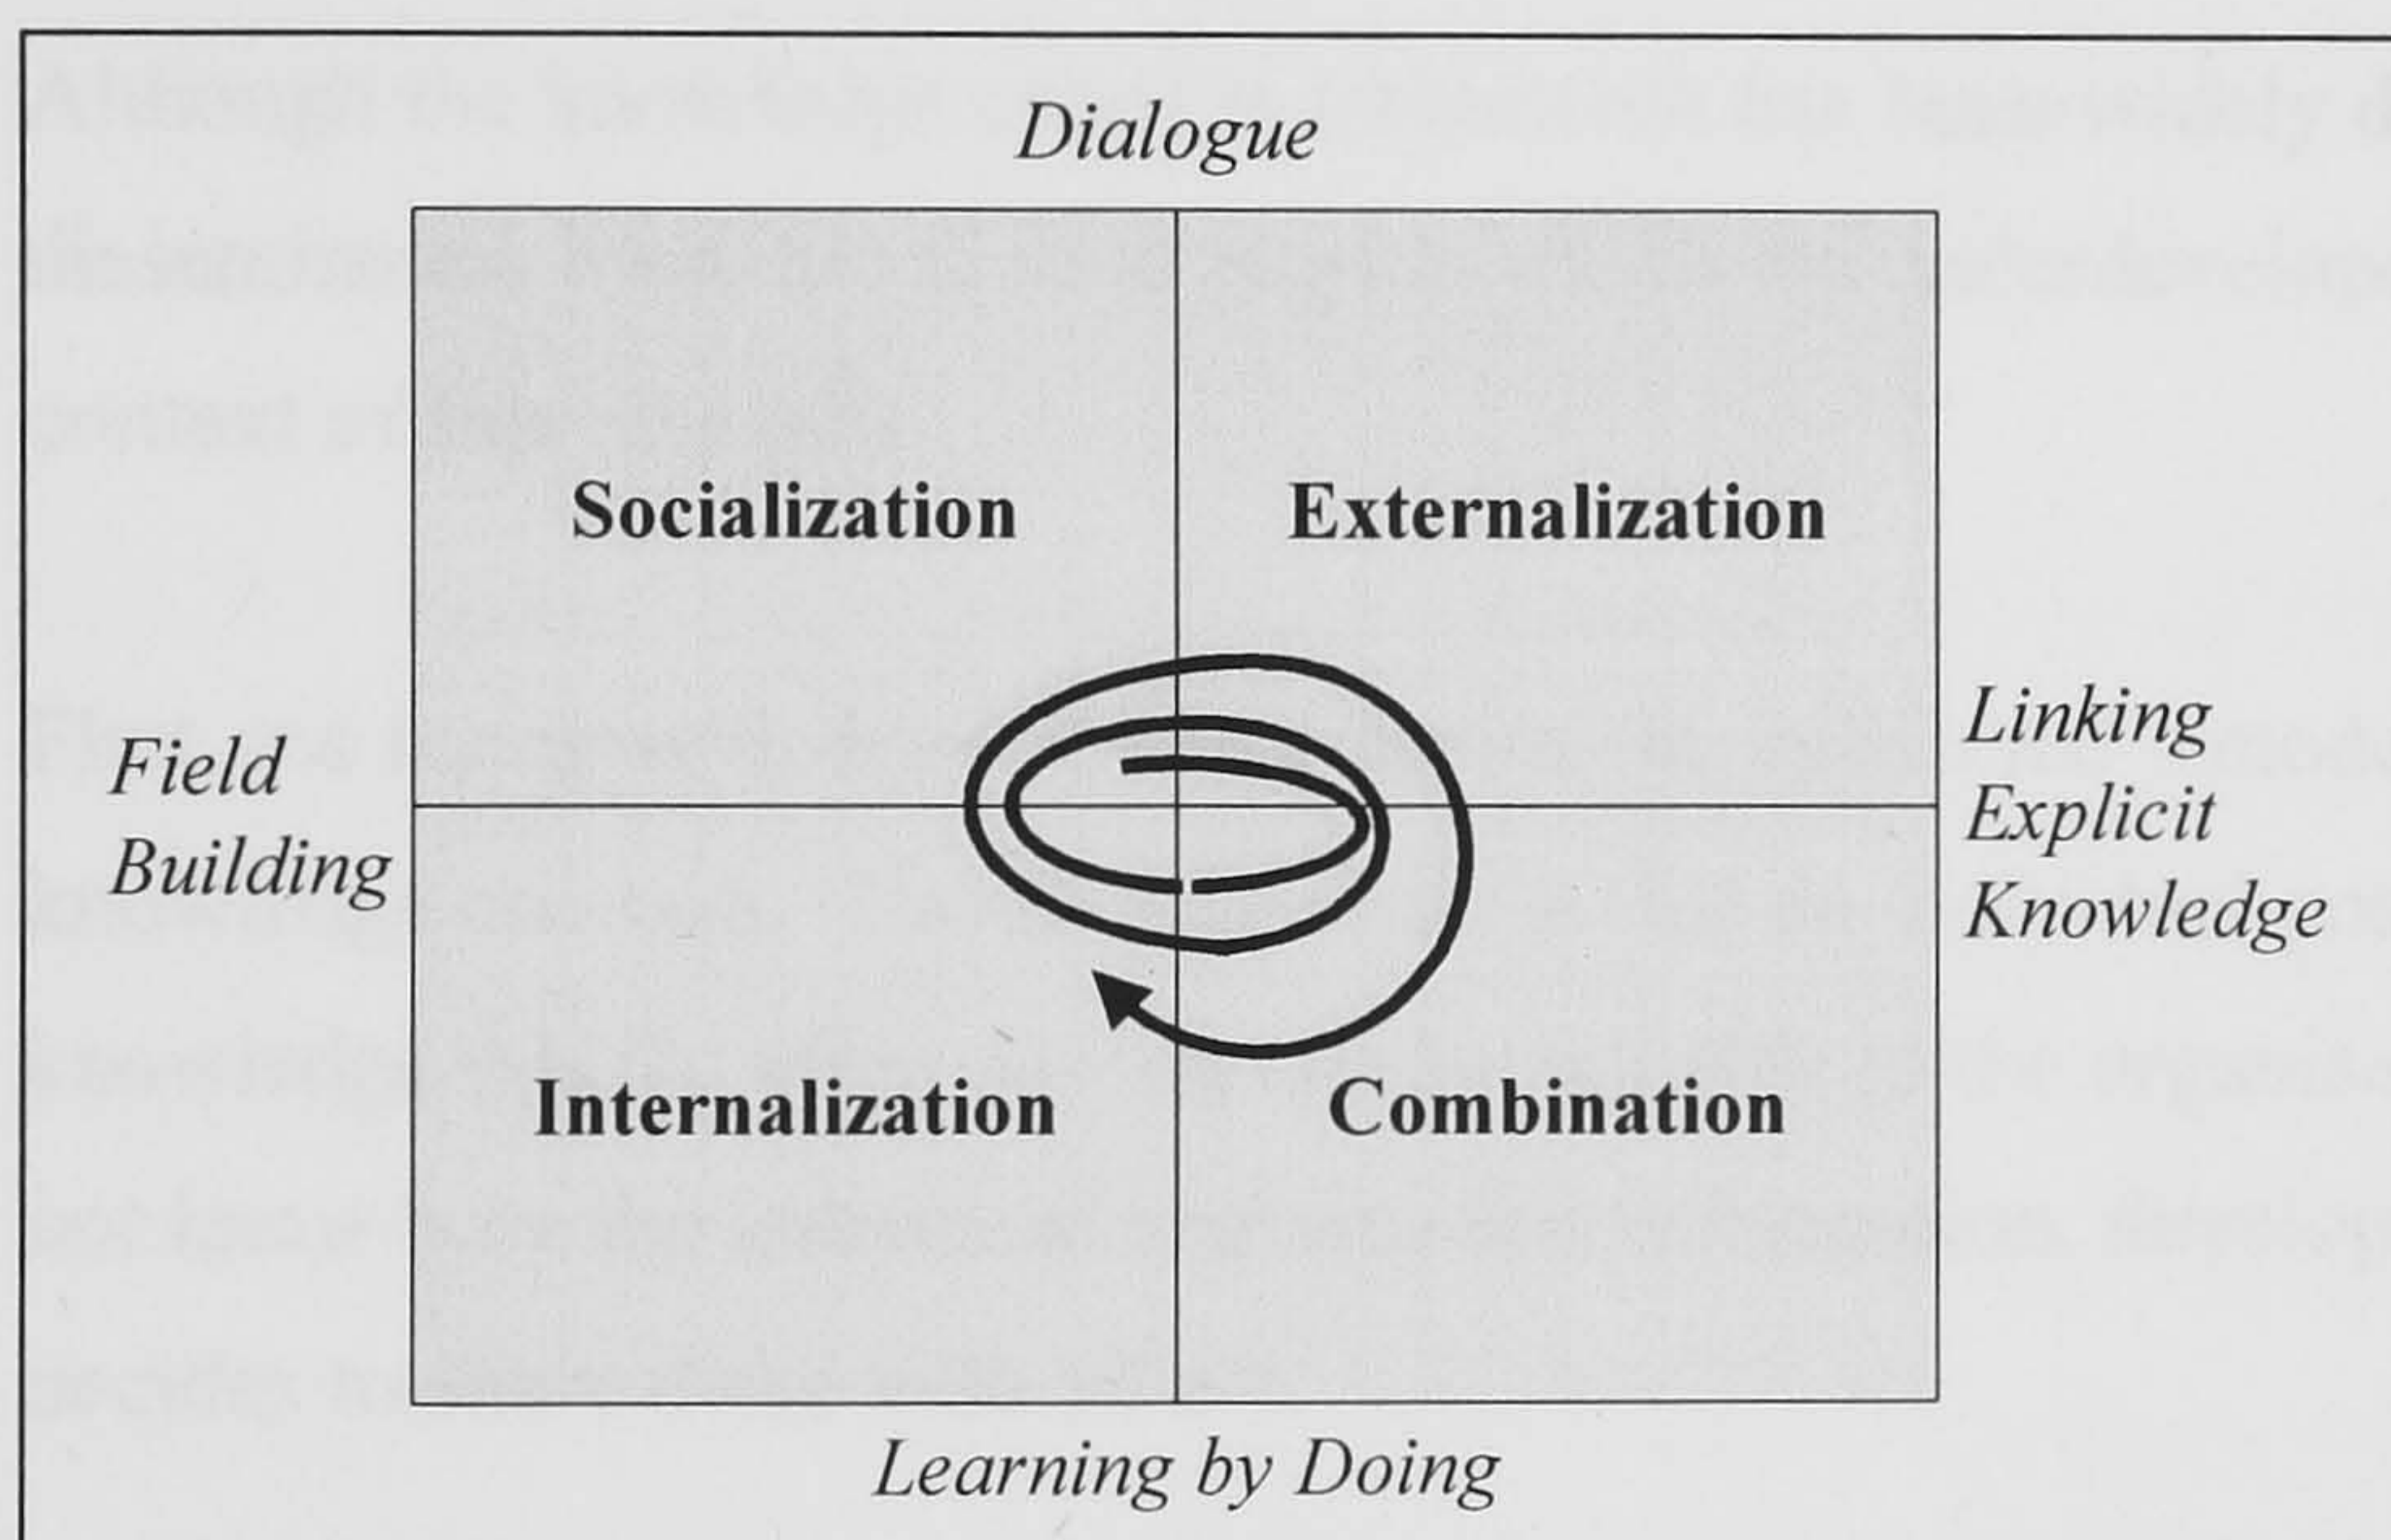 Dialogue
Socialization Externalization
Field
Building
Linking
Explicit
Knowledge
Internalization Combination
Learning by Doing